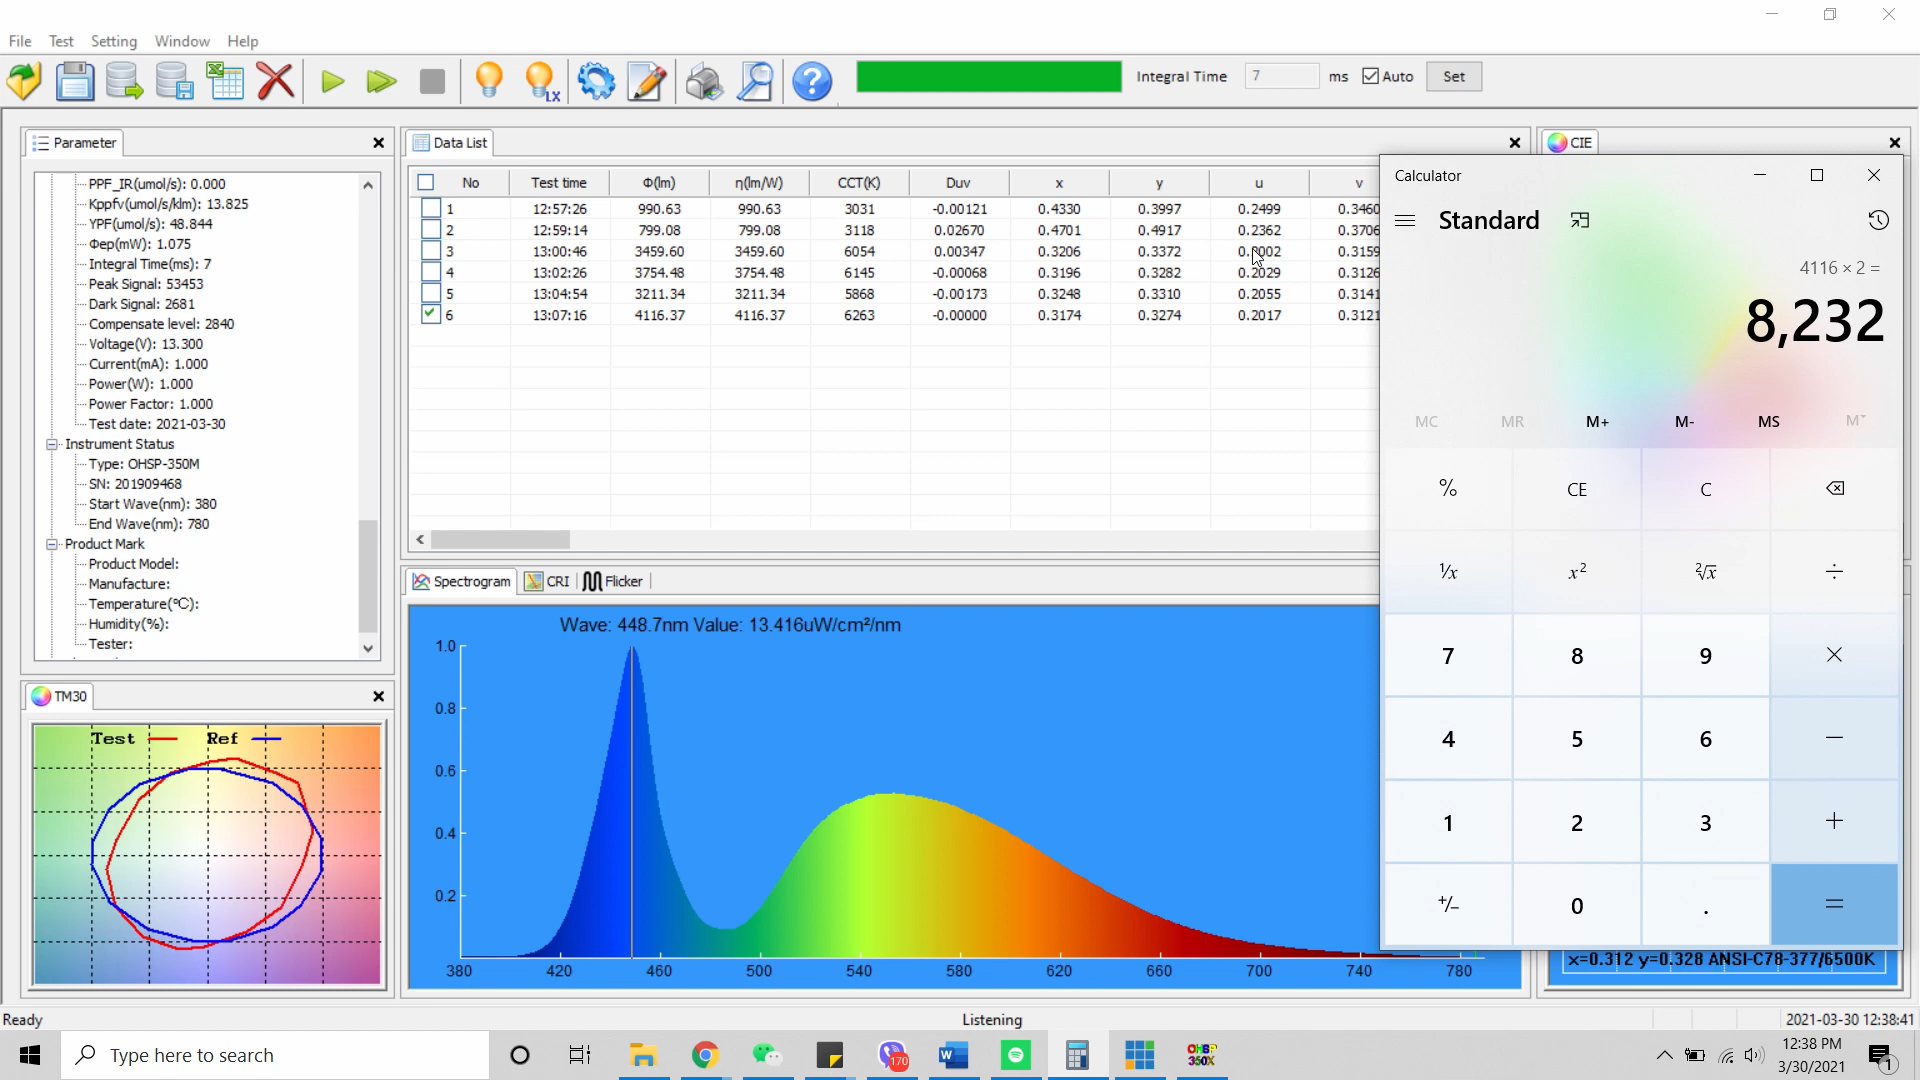 File Test Setting Window Help
LX
Integral Time 7 ms Auto Set
Parameter
PPF_IR(umol/s): 0.000
Kppfv(umol/s/klm): 13.825
YPF(umol/s): 48.844
Φep(mW): 1.075
Integral Time(ms): 7
Peak Signal: 53453
Dark Signal: 2681
Compensate level: 2840
Voltage(V): 13.300
Current(mA): 1.000
Power(W): 1.000
Power Factor: 1.000
Test date: 2021-03-30
Instrument Status
Type: OHSP-350M
SN: 201909468
Start Wave(nm): 380
End Wave(nm): 780
Product Mark
Product Model:
Manufacture:
Temperature(℃):
Humidity(%):
Tester:
Data List
No Test time Φ(lm) η(lm/W) CCT(K) Duv x y u v
1 12:57:26 990.63 990.63 3031 -0.00121 0.4330 0.3997 0.2499 0.3460
2 12:59:14 799.08 799.08 3118 0.02670 0.4701 0.4917 0.2362 0.3706
3 13:00:46 3459.60 3459.60 6054 0.00347 0.3206 0.3372 0.3159
4 13:02:26 3754.48 3754.48 6145 -0.00068 0.3196 0.3282 0.2029 0.3126
5 13:04:54 3211.34 3211.34 5868 -0.00173 0.3248 0.3310 0.2055 0.3141
6 13:07:16 4116.37 4116.37 6263 -0.00000 0.3174 0.3274 0.2017 0.3121
CIE
Calculator
Standard
4116 × 2 =
8,232
MC MR M+ M- MS M˅
% CE C
¹/x x² ²√x ÷
7 8 9 ×
4 5 6 −
1 2 3 +
+/− 0 . =
Spectrogram CRI Flicker
Wave: 448.7nm Value: 13.416uW/cm²/nm
1.0
0.8
0.6
0.4
0.2
380 420 460 500 540 580 620 660 700 740 780
x=0.312 y=0.328 ANSI-C78-377/6500K
TM30
Test Ref
Ready Listening 2021-03-30 12:38:41
Type here to search
170
OHSP
350X
12:38 PM
3/30/2021
1